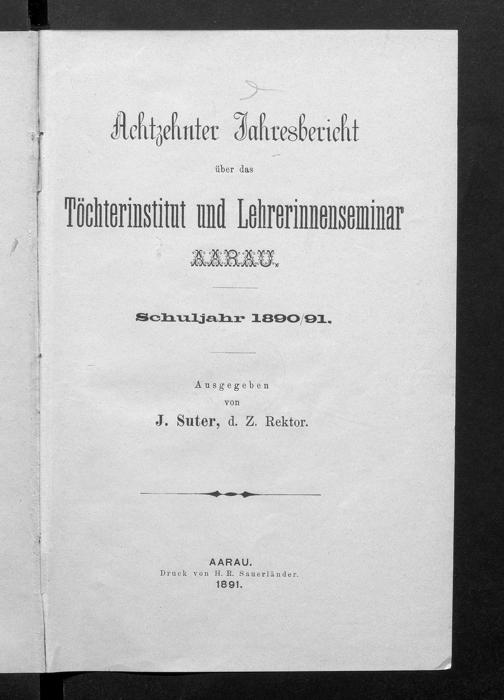 Achtzehnter Jahresbericht
über das
Töchterinstitut und Lehrerinnenseminar
AARAU.
Schuljahr 1890/91.
Ausgegeben
von
J. Suter, d. Z. Rektor.
AARAU.
Druck von H. R. Sauerländer.
1891.